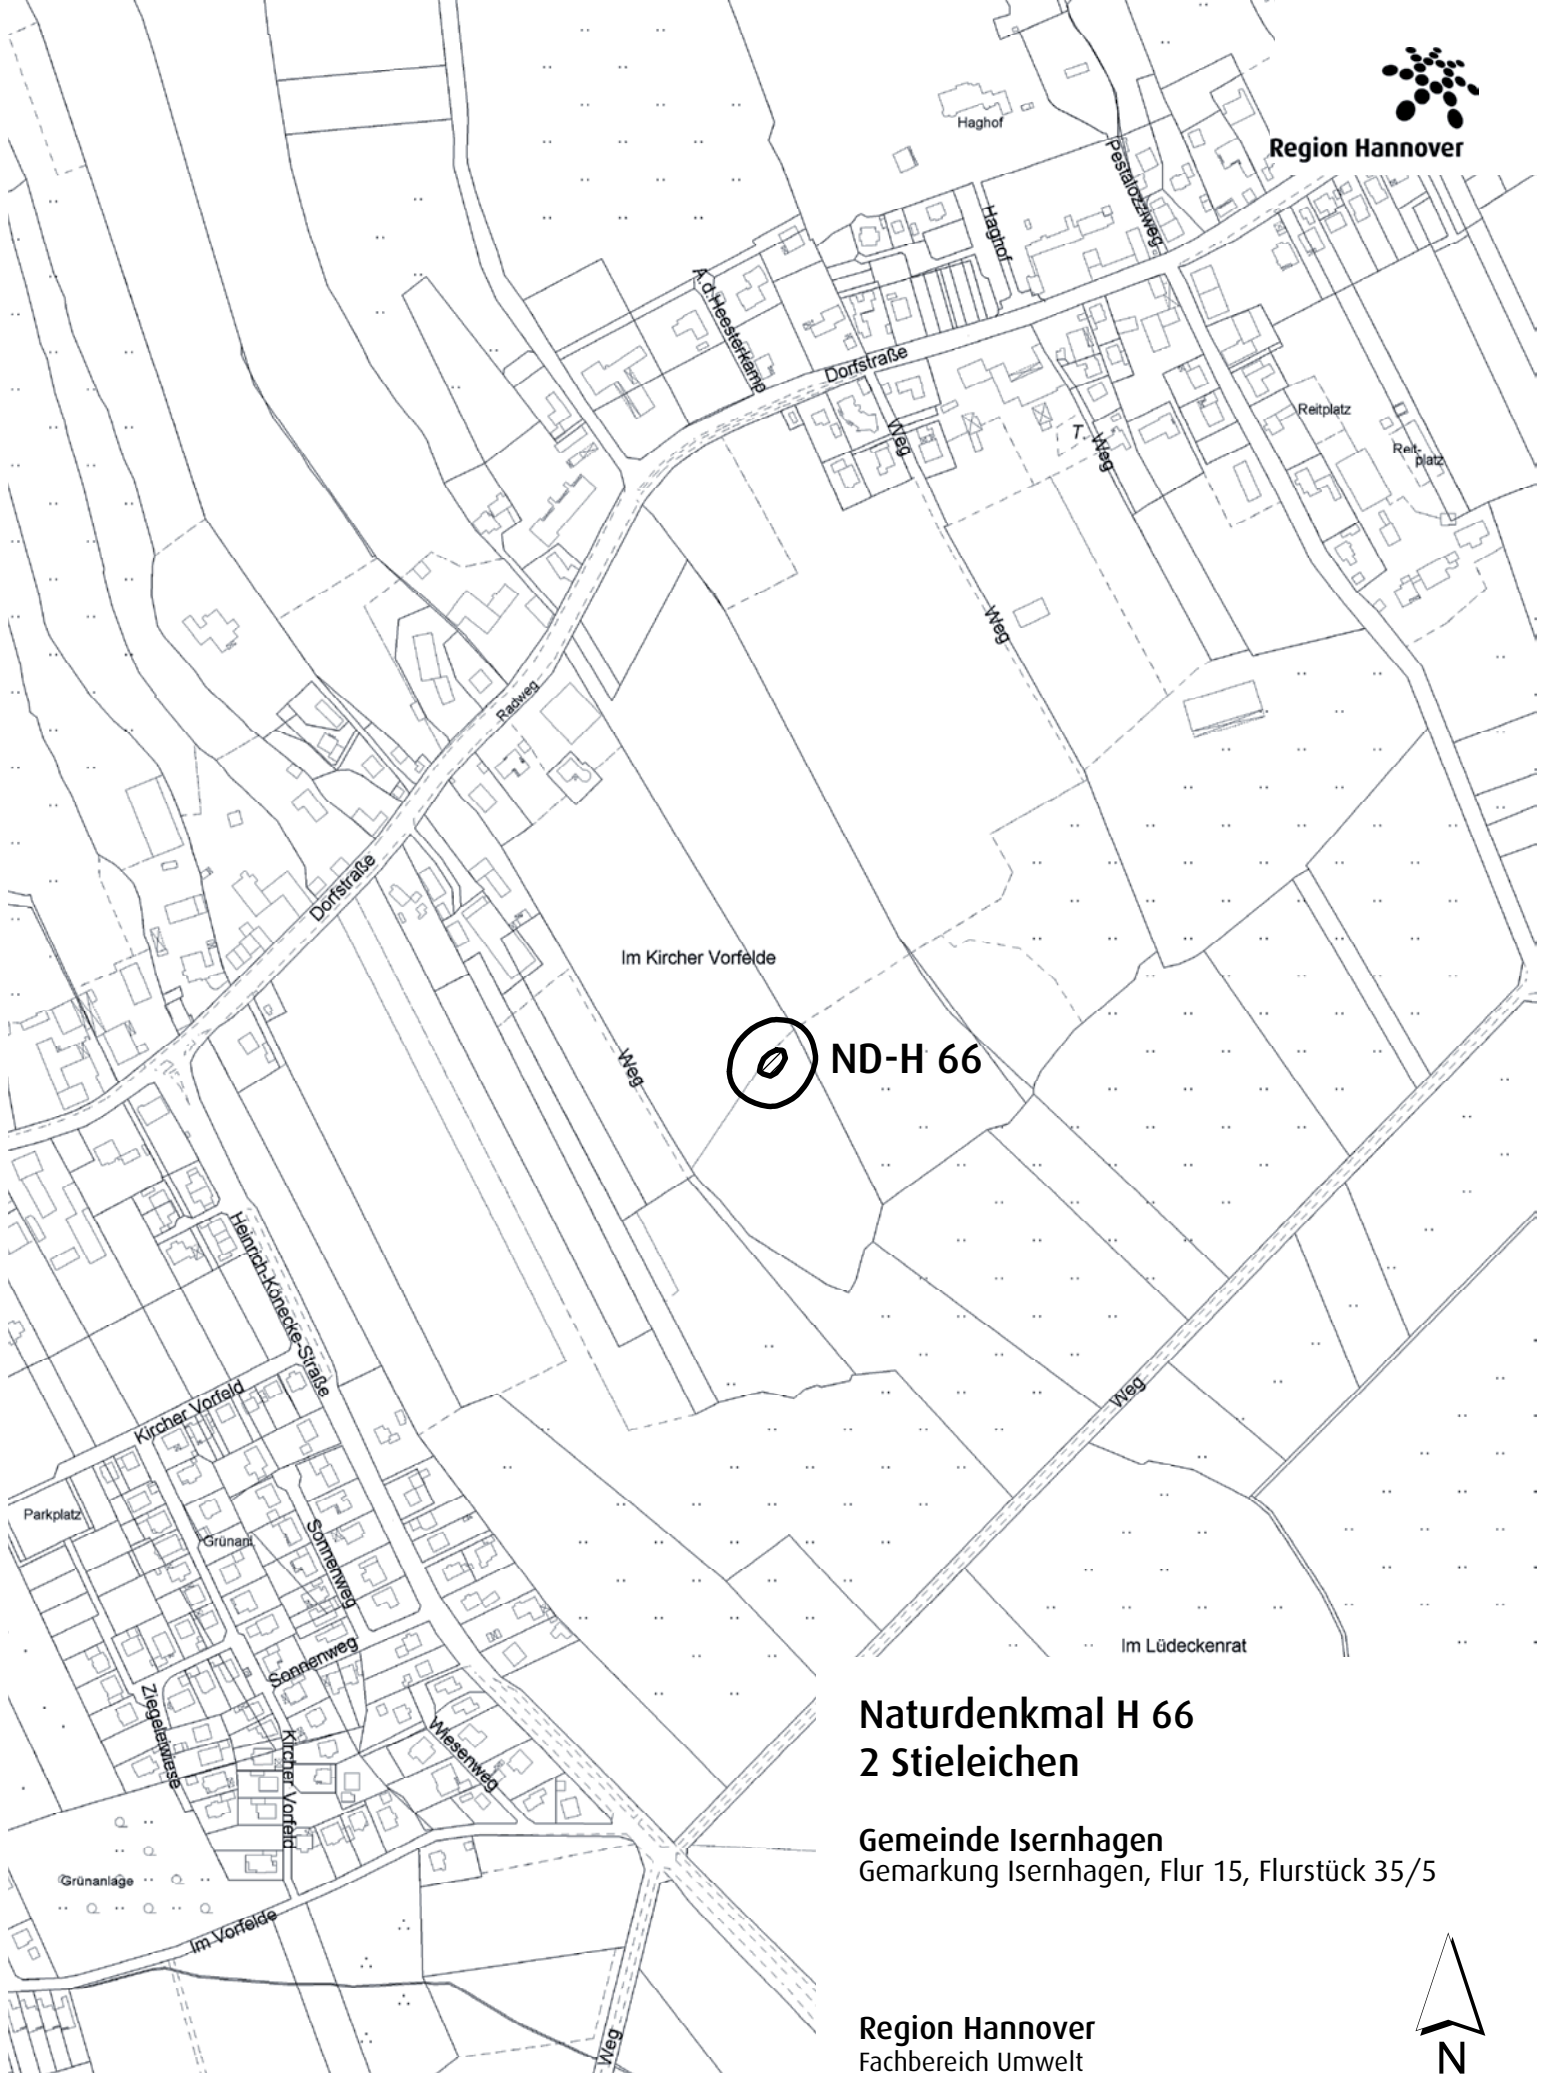 Region Hannover
Haghof
Pestalozziweg
Haghof
A.d.Heesterkamp
Dorfstraße
Reitplatz
Weg
T.
Weg
Reit-
platz
Weg
Radweg
Dorfstraße
Im Kircher Vorfelde
Weg
ND-H 66
Heinrich-Könecke-Straße
Kircher Vorfeld
Weg
Parkplatz
Grünanl.
Sonnenweg
Sonnenweg
Im Lüdeckenrat
Ziegeleiwiese
Kircher Vorfeld
Wiesenweg
Naturdenkmal H 66
2 Stieleichen
Gemeinde Isernhagen
Gemarkung Isernhagen, Flur 15, Flurstück 35/5
Grünanlage
Im Vorfelde
Weg
Region Hannover
Fachbereich Umwelt
N